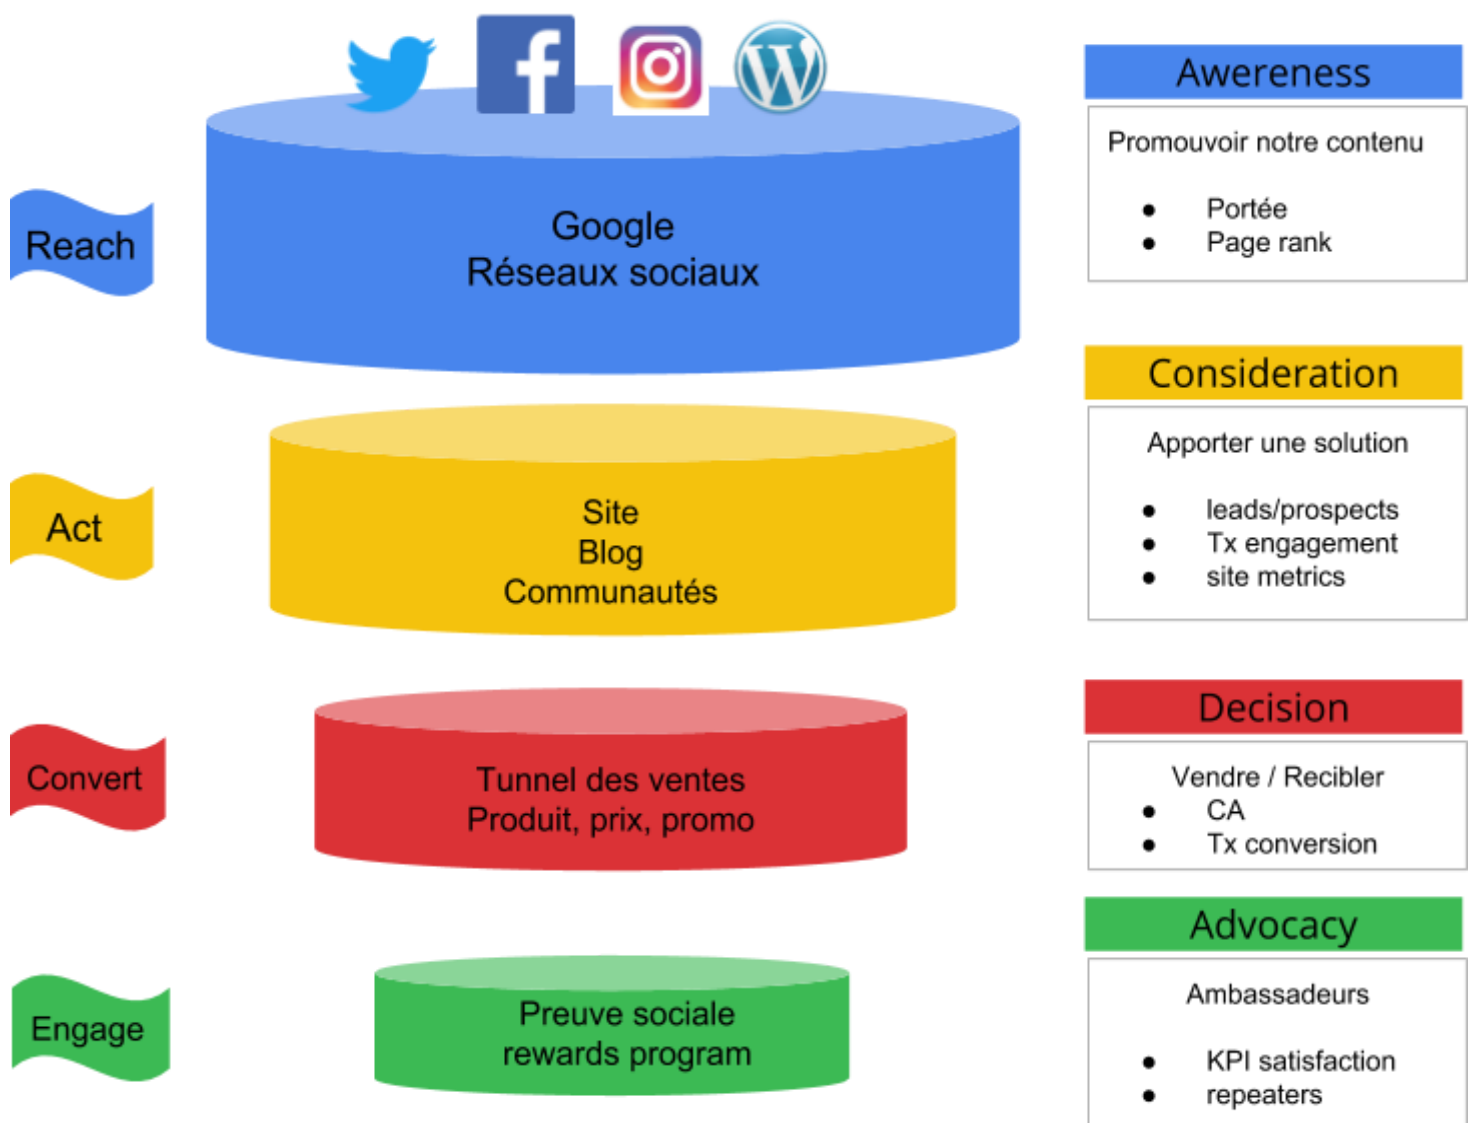 Awereness
Promouvoir notre contenu
● Portée
● Page rank
Reach
Google
Réseaux sociaux
Consideration
Apporter une solution
● leads/prospects
● Tx engagement
● site metrics
Act
Site
Blog
Communautés
Decision
Vendre / Recibler
● CA
● Tx conversion
Convert
Tunnel des ventes
Produit, prix, promo
Advocacy
Ambassadeurs
● KPI satisfaction
● repeaters
Engage
Preuve sociale
rewards program